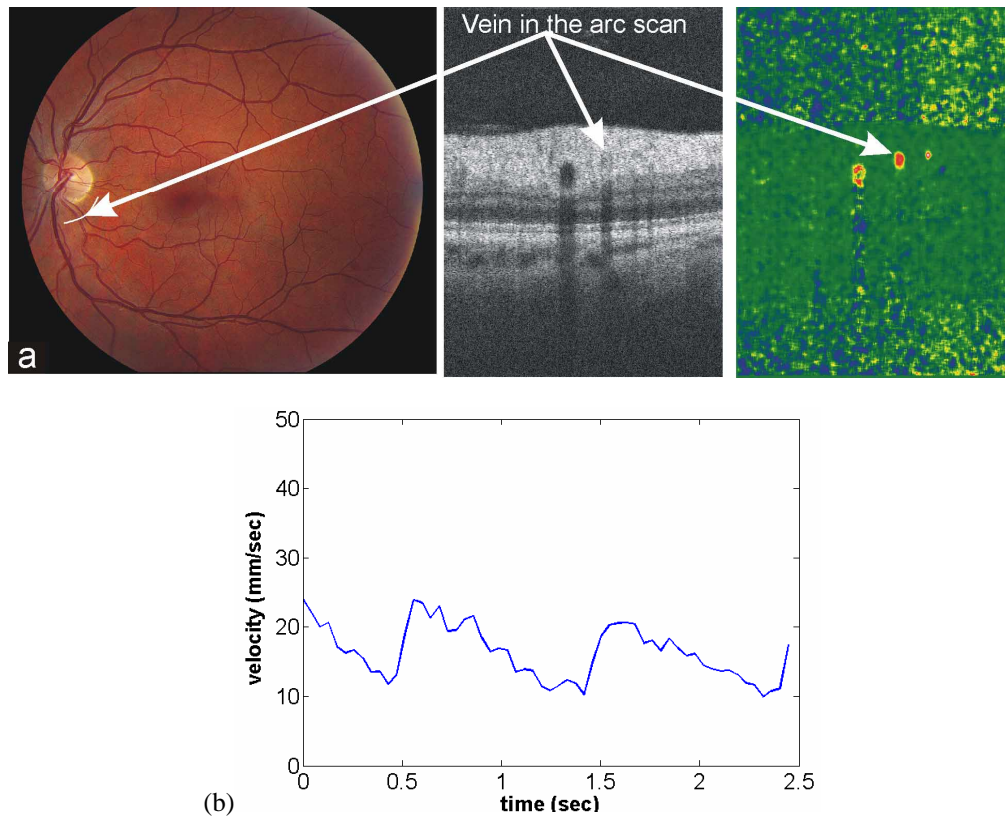 Vein in the arc scan
a
50
40
30
20
10
0
velocity (mm/sec)
0 0.5 1 1.5 2 2.5
time (sec)
(b)